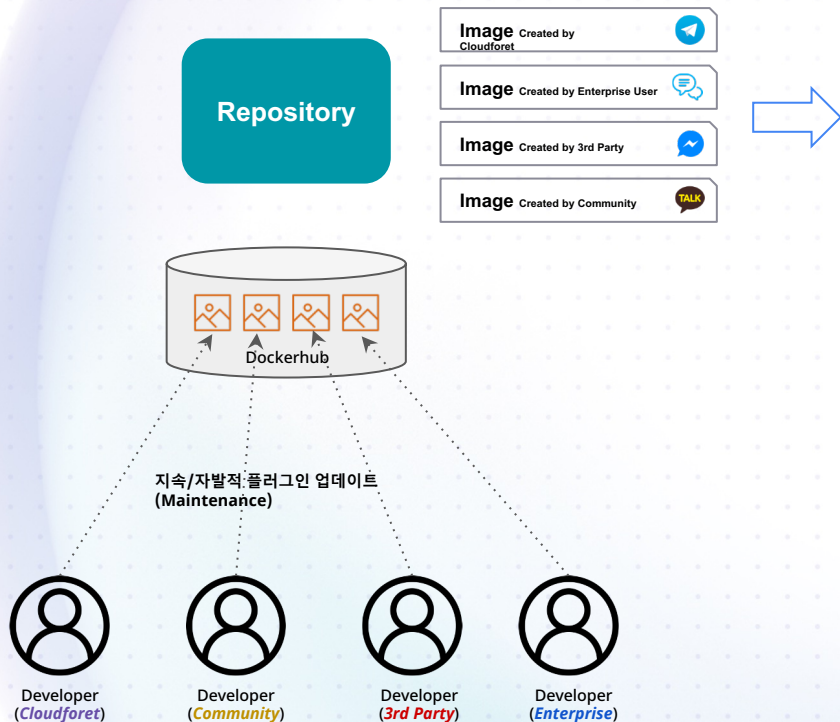 Repository
Image Created by
Cloudforet
Image Created by Enterprise User
Image Created by 3rd Party
Image Created by Community
TALK
Dockerhub
지속/자발적 플러그인 업데이트
(Maintenance)
Developer
(Cloudforet)
Developer
(Community)
Developer
(3rd Party)
Developer
(Enterprise)